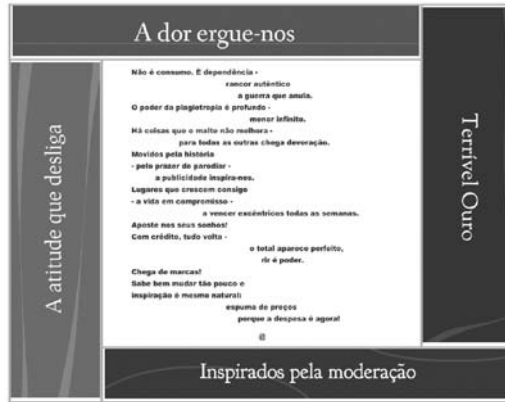 A dor ergue-nos
A atitude que desliga
Não é consumo. É dependência -
rancor autêntico
a guerra que anula.
O poder da plagiotropia é profundo -
menor infinito.
Há coisas que o malte não melhora -
para todas as outras chega devoração.
Movidos pela história
- pelo prazer de parodiar -
a publicidade inspira-nos.
Lugares que crescem consigo
- a vida em compromisso -
a vencer excêntricos todas as semanas.
Aposte nos seus sonhos!
Com crédito, tudo volta -
o total aparece perfeito,
rir é poder.
Chega de marcas!
Sabe bem mudar tão pouco e
inspiração é mesmo natural:
espuma de preços
porque a despesa é agora!
Terrível Ouro
Inspirados pela moderação